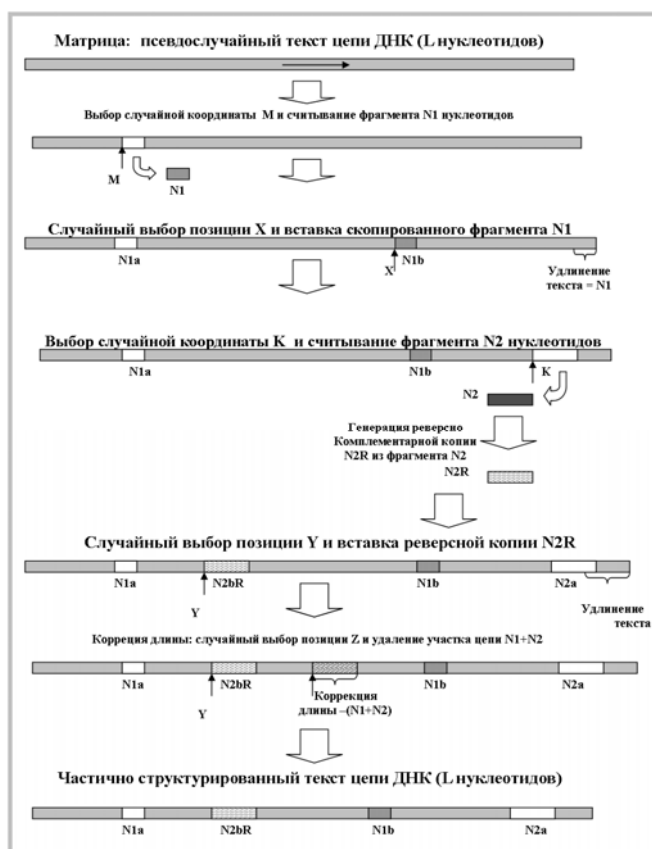 Матрица: псевдослучайный текст цепи ДНК (L нуклеотидов)
Выбор случайной координаты М и считывание фрагмента N1 нуклеотидов
M
N1
Случайный выбор позиции X и вставка скопированного фрагмента N1
N1a
X
N1b
Удлинение
текста = N1
Выбор случайной координаты K и считывание фрагмента N2 нуклеотидов
N1a
N1b
K
N2
Генерация реверсно
Комплементарной копии
N2R из фрагмента N2
N2R
Случайный выбор позиции Y и вставка реверсной копии N2R
N1a
N2bR
N1b
N2a
Y
Удлинение
текста
Коррекция длины: случайный выбор позиции Z и удаление участка цепи N1+N2
N1a
N2bR
N1b
N2a
Y
Коррекция
длины –(N1+N2)
Частично структурированный текст цепи ДНК (L нуклеотидов)
N1a
N2bR
N1b
N2a